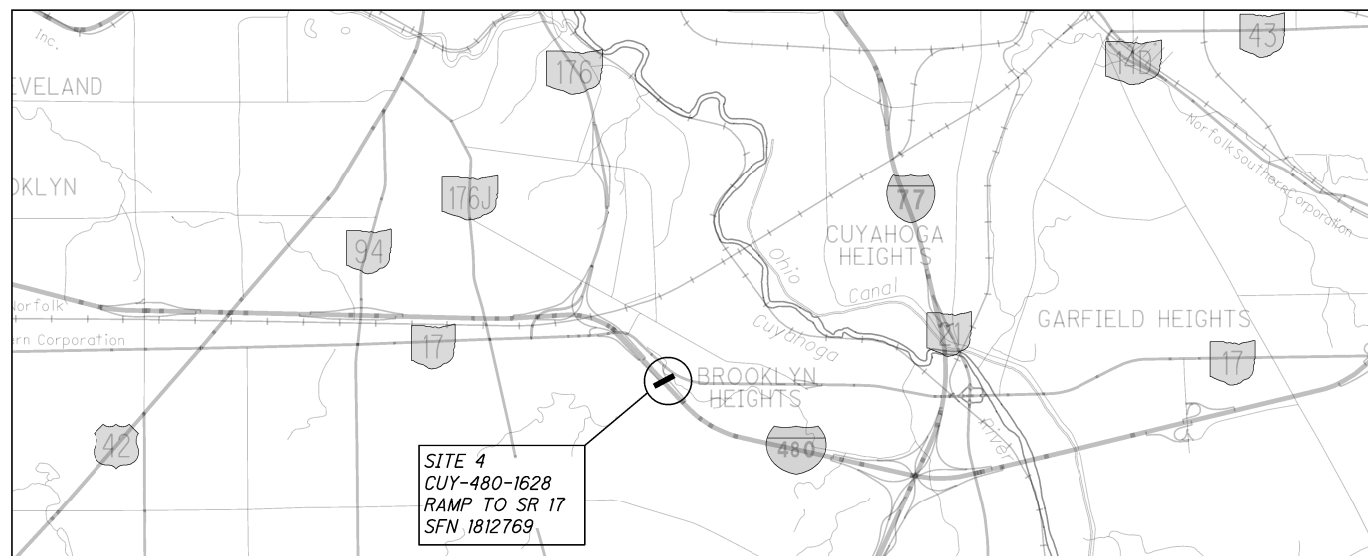 Inc.
EVELAND
176
14D
43
OKLYN
176J
Norfolk Southern Corporation
77
94
CUYAHOGA
HEIGHTS
Ohio
Canal
Norfolk
ern Corporation
17
Cuyahoga
River
21
GARFIELD HEIGHTS
17
BROOKLYN
HEIGHTS
42
480
SITE 4
CUY-480-1628
RAMP TO SR 17
SFN 1812769